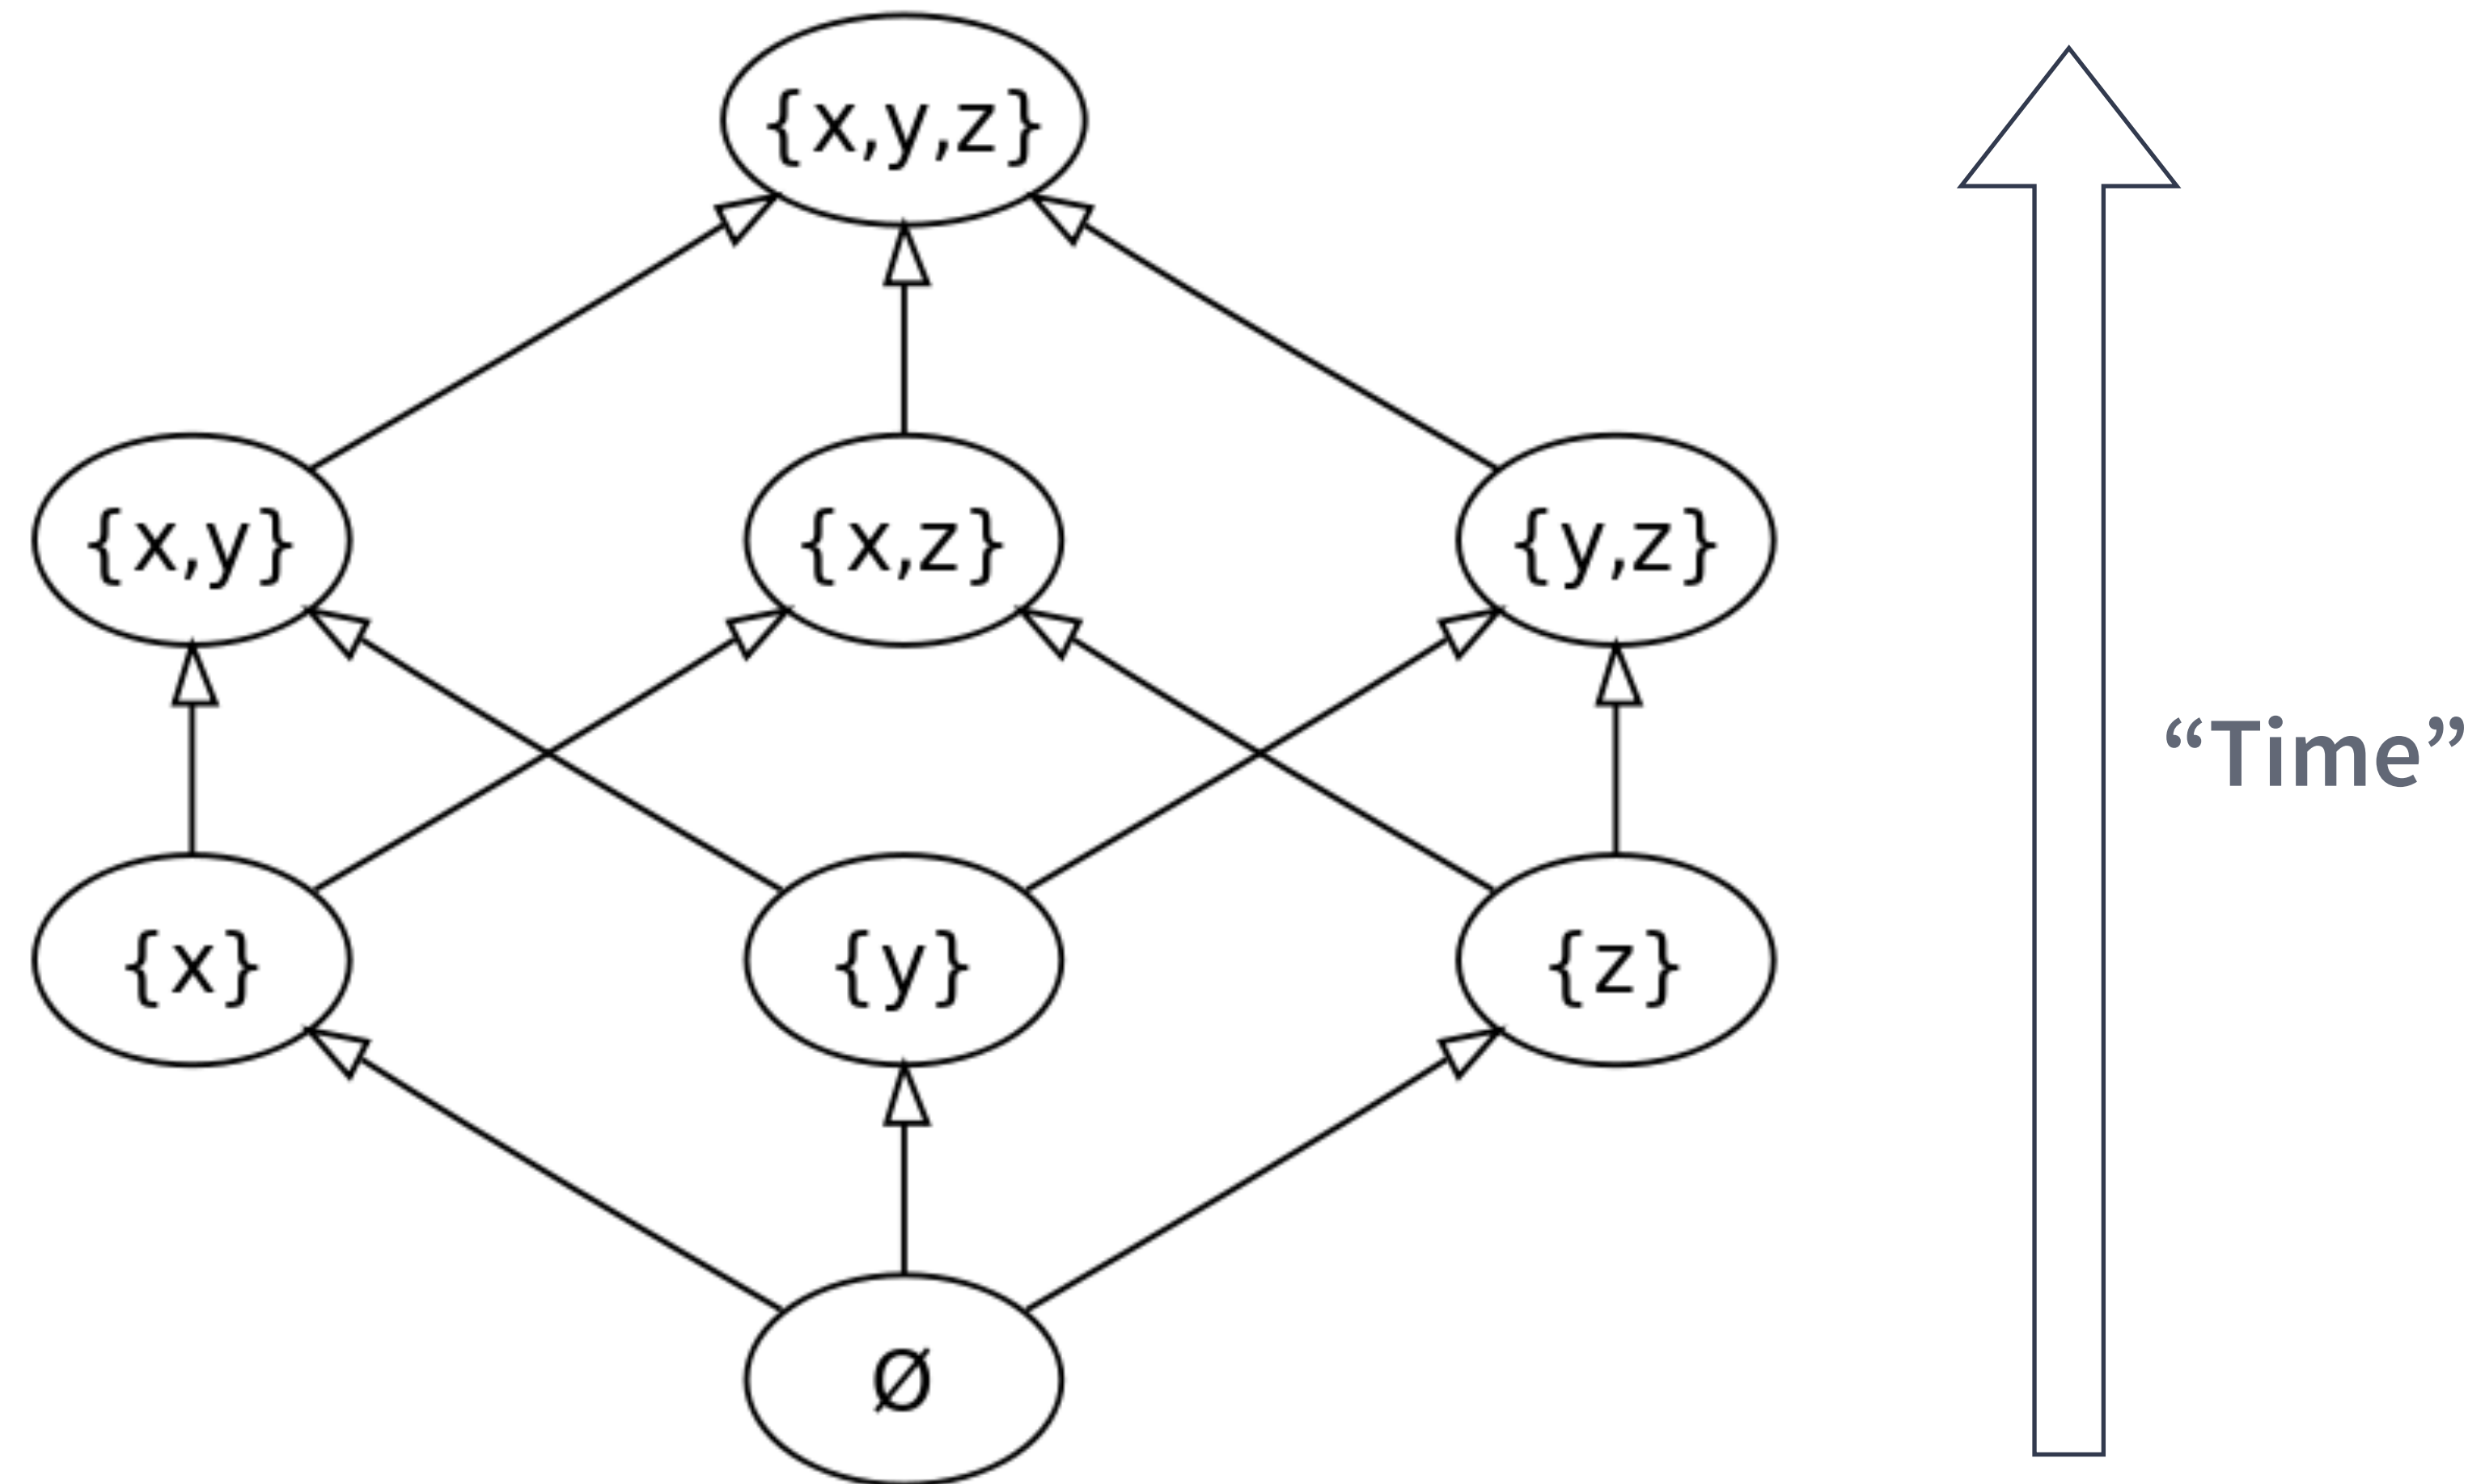 {x,y,z}
{x,y}
{x,z}
{y,z}
“Time”
{x}
{y}
{z}
Ø